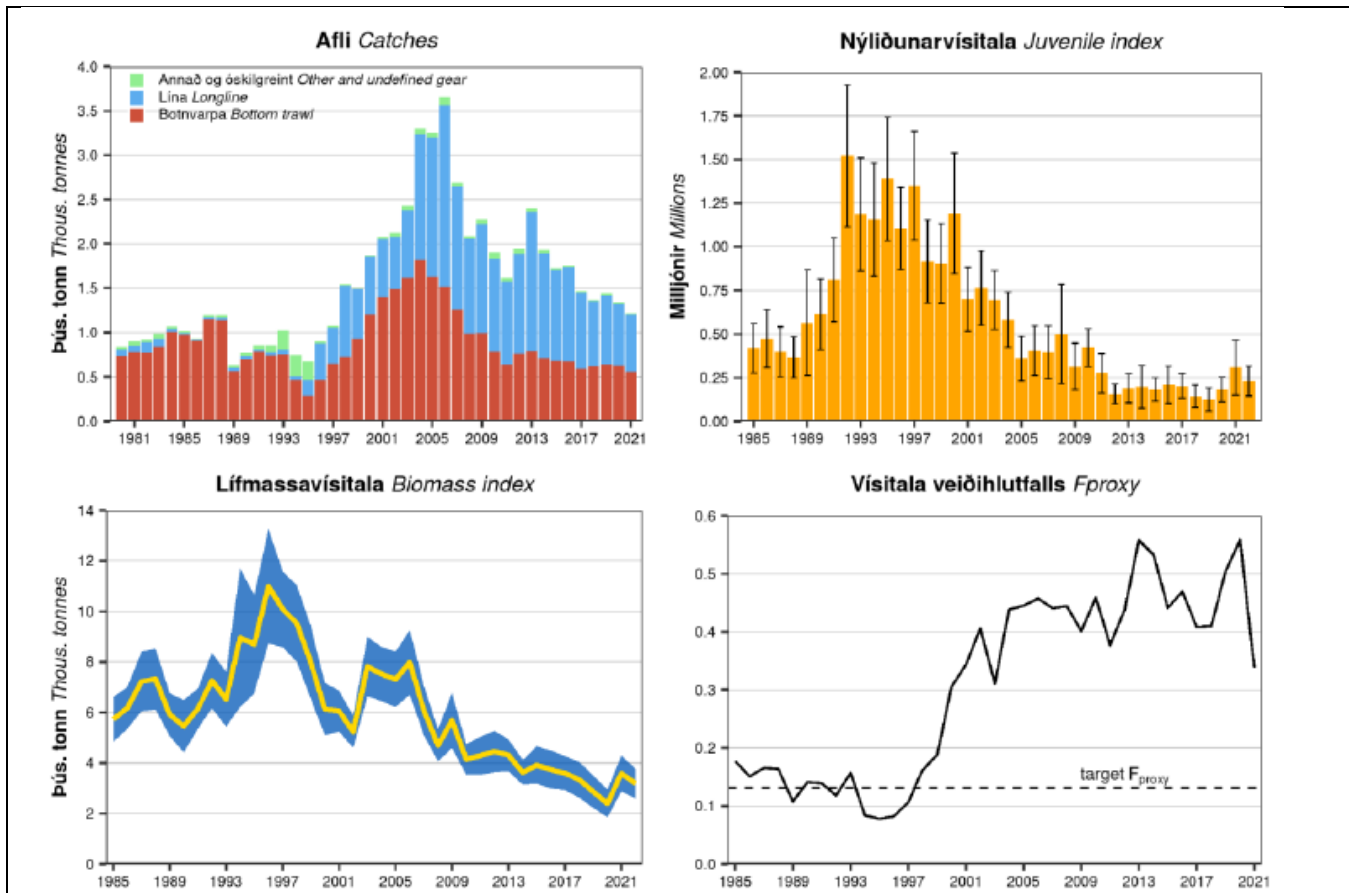 Afli Catches
Þús. tonn Thous. tonnes
4.0
3.5
3.0
2.5
2.0
1.5
1.0
0.5
0.0
Annað og óskilgreint Other and undefined gear
Lína Longline
Botnvarpa Bottom trawl
1981 1985 1989 1993 1997 2001 2005 2009 2013 2017 2021
Nýliðunarvísitala Juvenile index
Milljónir Millions
2.00
1.75
1.50
1.25
1.00
0.75
0.50
0.25
0.00
1985 1989 1993 1997 2001 2005 2009 2013 2017 2021
Lífmassavísitala Biomass index
Þús. tonn Thous. tonnes
14
12
10
8
6
4
2
0
1985 1989 1993 1997 2001 2005 2009 2013 2017 2021
Vísitala veiðihlutfalls Fproxy
0.6
0.5
0.4
0.3
0.2
0.1
0.0
target Fproxy
1985 1989 1993 1997 2001 2005 2009 2013 2017 2021